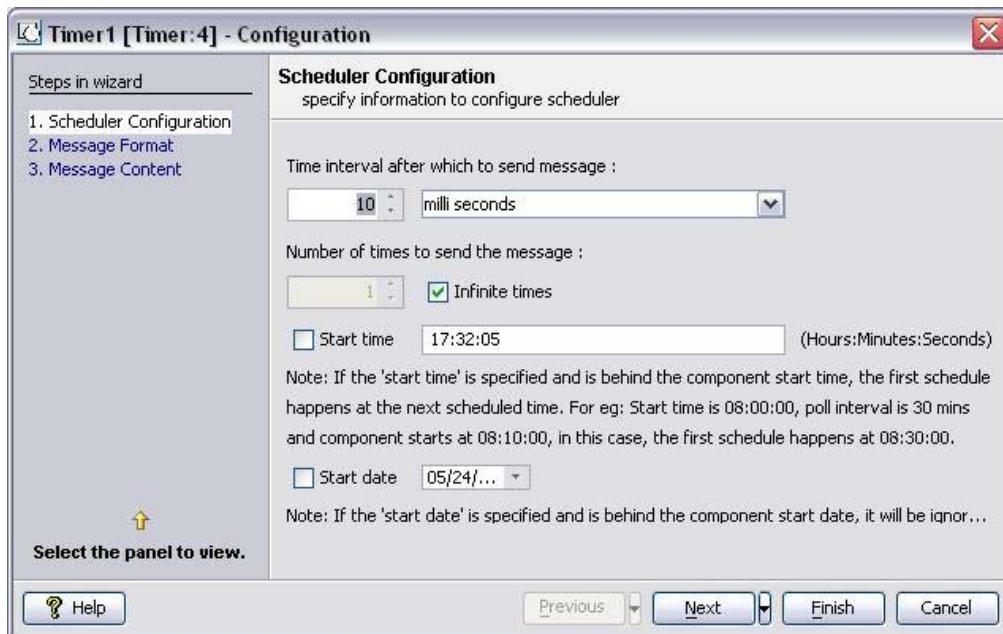 Timer1 [Timer:4] - Configuration
Steps in wizard
1. Scheduler Configuration
2. Message Format
3. Message Content
Select the panel to view.
Scheduler Configuration
specify information to configure scheduler
Time interval after which to send message :
10 milli seconds
Number of times to send the message :
1 Infinite times
Start time 17:32:05 (Hours:Minutes:Seconds)
Note: If the 'start time' is specified and is behind the component start time, the first schedule
happens at the next scheduled time. For eg: Start time is 08:00:00, poll interval is 30 mins
and component starts at 08:10:00, in this case, the first schedule happens at 08:30:00.
Start date 05/24/...
Note: If the 'start date' is specified and is behind the component start date, it will be ignor...
Help Previous Next Finish Cancel